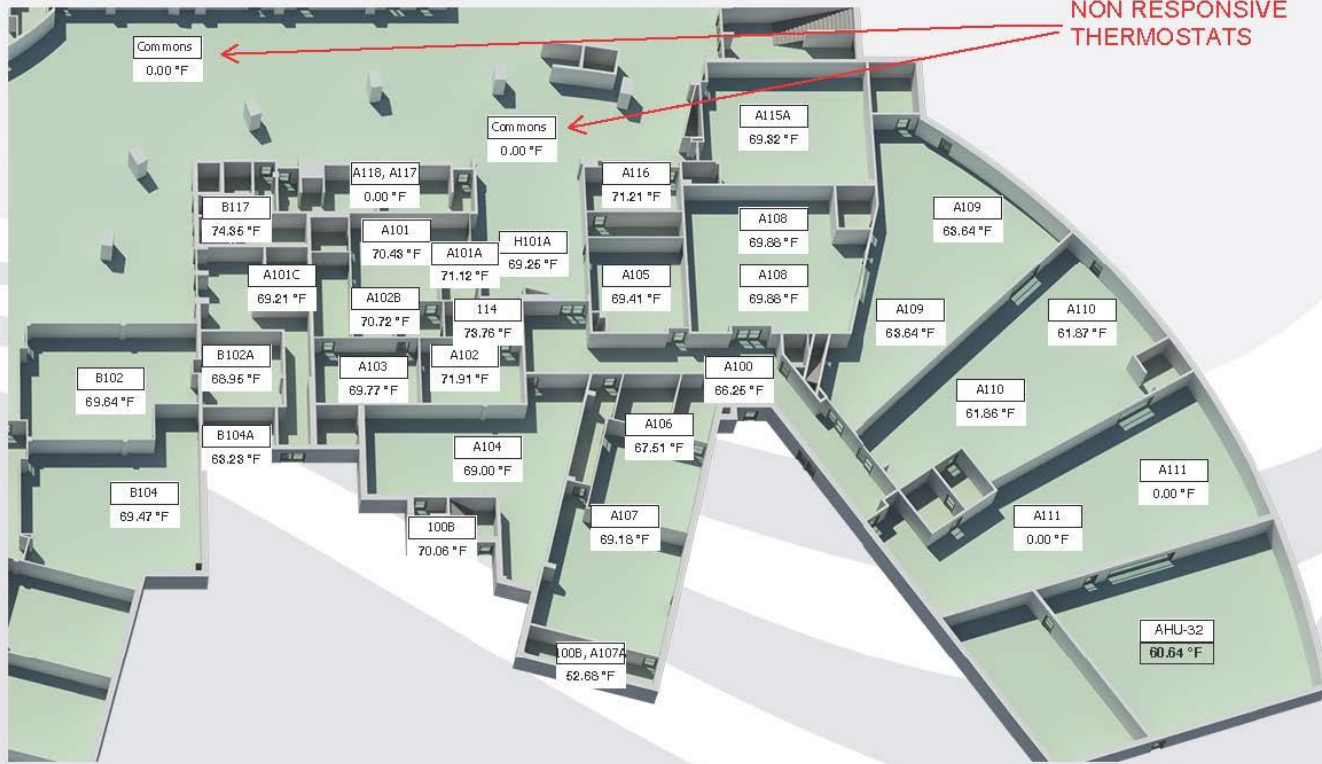 NON RESPONSIVE
THERMOSTATS
Commons
0.00 °F
Commons
0.00 °F
A115A
69.32 °F
A118, A117
0.00 °F
A116
71.21 °F
B117
74.35 °F
A101
70.43 °F
A101A
71.12 °F
H101A
69.25 °F
A108
69.88 °F
A109
63.64 °F
A101C
69.21 °F
A105
69.41 °F
A108
69.88 °F
A102B
70.72 °F
114
73.76 °F
A109
63.64 °F
A110
61.87 °F
B102
69.64 °F
B102A
68.95 °F
A103
69.77 °F
A102
71.91 °F
A100
66.25 °F
A110
61.86 °F
B104A
63.23 °F
A104
69.00 °F
A106
67.51 °F
B104
69.47 °F
100B
70.06 °F
A107
69.18 °F
A111
0.00 °F
A111
0.00 °F
100B, A107A
52.68 °F
AHU-32
60.64 °F